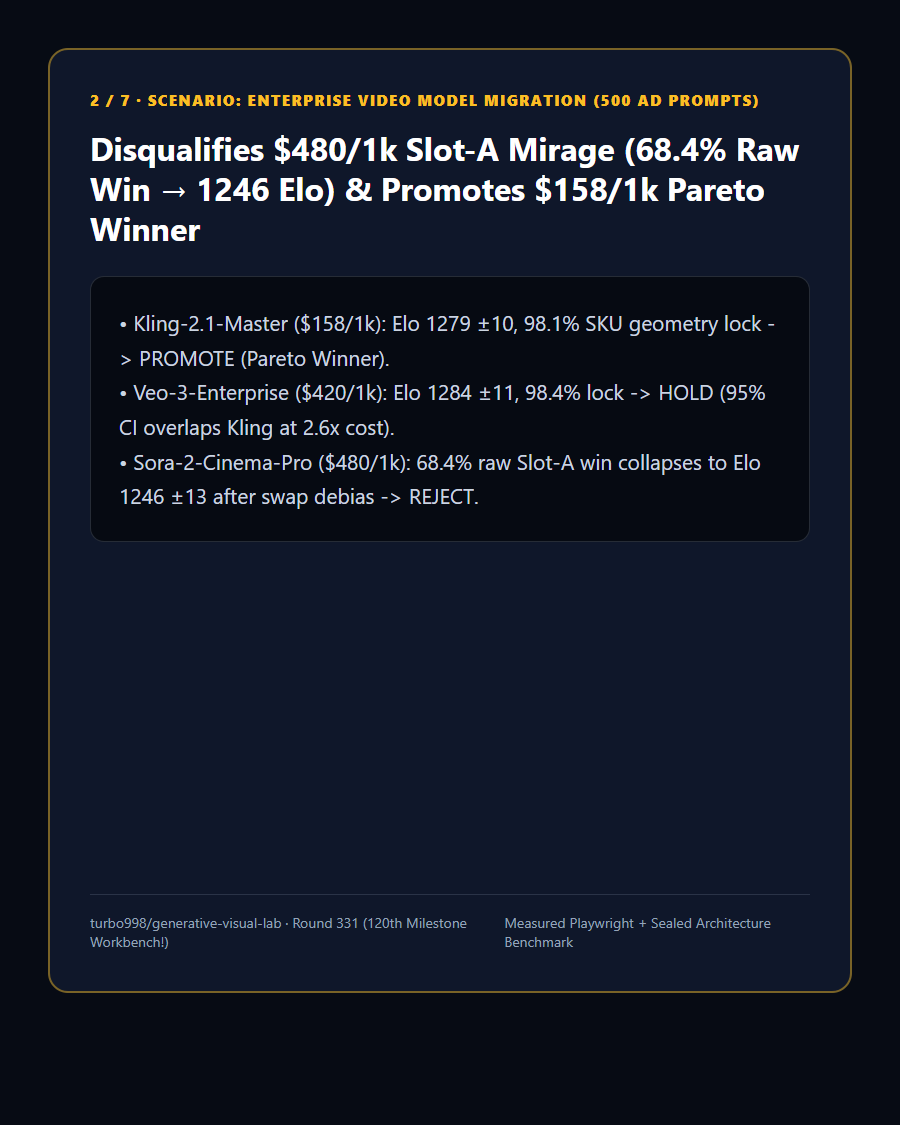 2 / 7 · SCENARIO: ENTERPRISE VIDEO MODEL MIGRATION (500 AD PROMPTS)
Disqualifies $480/1k Slot-A Mirage (68.4% Raw
Win → 1246 Elo) & Promotes $158/1k Pareto
Winner
• Kling-2.1-Master ($158/1k): Elo 1279 ±10, 98.1% SKU geometry lock -
> PROMOTE (Pareto Winner).
• Veo-3-Enterprise ($420/1k): Elo 1284 ±11, 98.4% lock -> HOLD (95%
CI overlaps Kling at 2.6x cost).
• Sora-2-Cinema-Pro ($480/1k): 68.4% raw Slot-A win collapses to Elo
1246 ±13 after swap debias -> REJECT.
turbo998/generative-visual-lab · Round 331 (120th Milestone
Workbench!)
Measured Playwright + Sealed Architecture
Benchmark